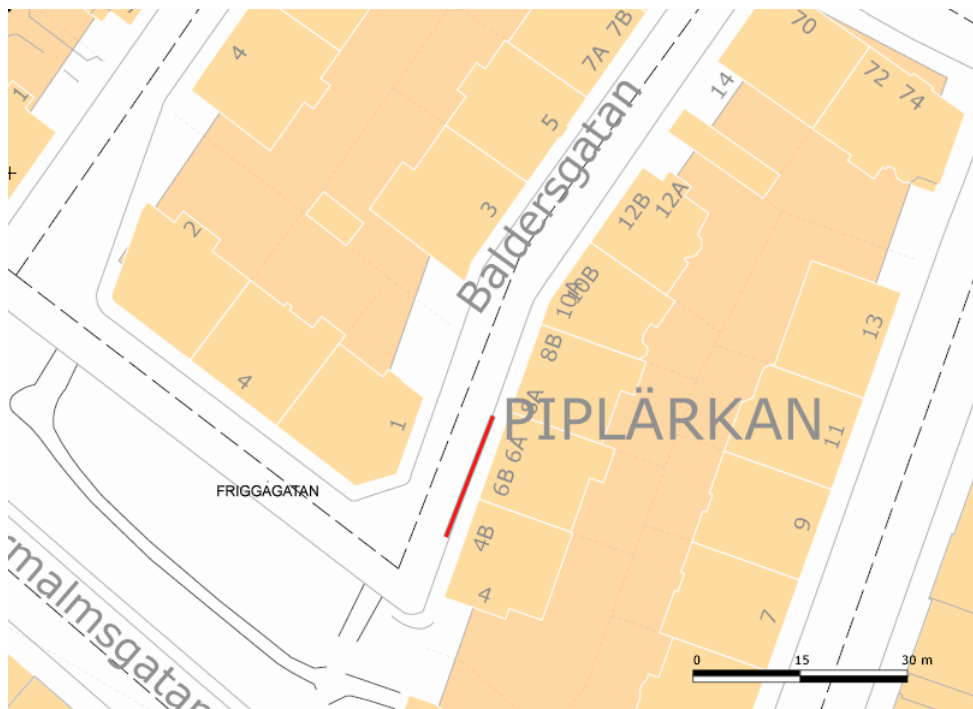 4
7B
7A
70
72
74
1
14
5
Baldersgatan
12B
12A
3
2
10B
10A
13
8B
4
8A
PIPLÄRKAN
1
6A
11
6B
FRIGGAGATAN
9
4B
rmalmsgatan
4
7
0 15 30 m